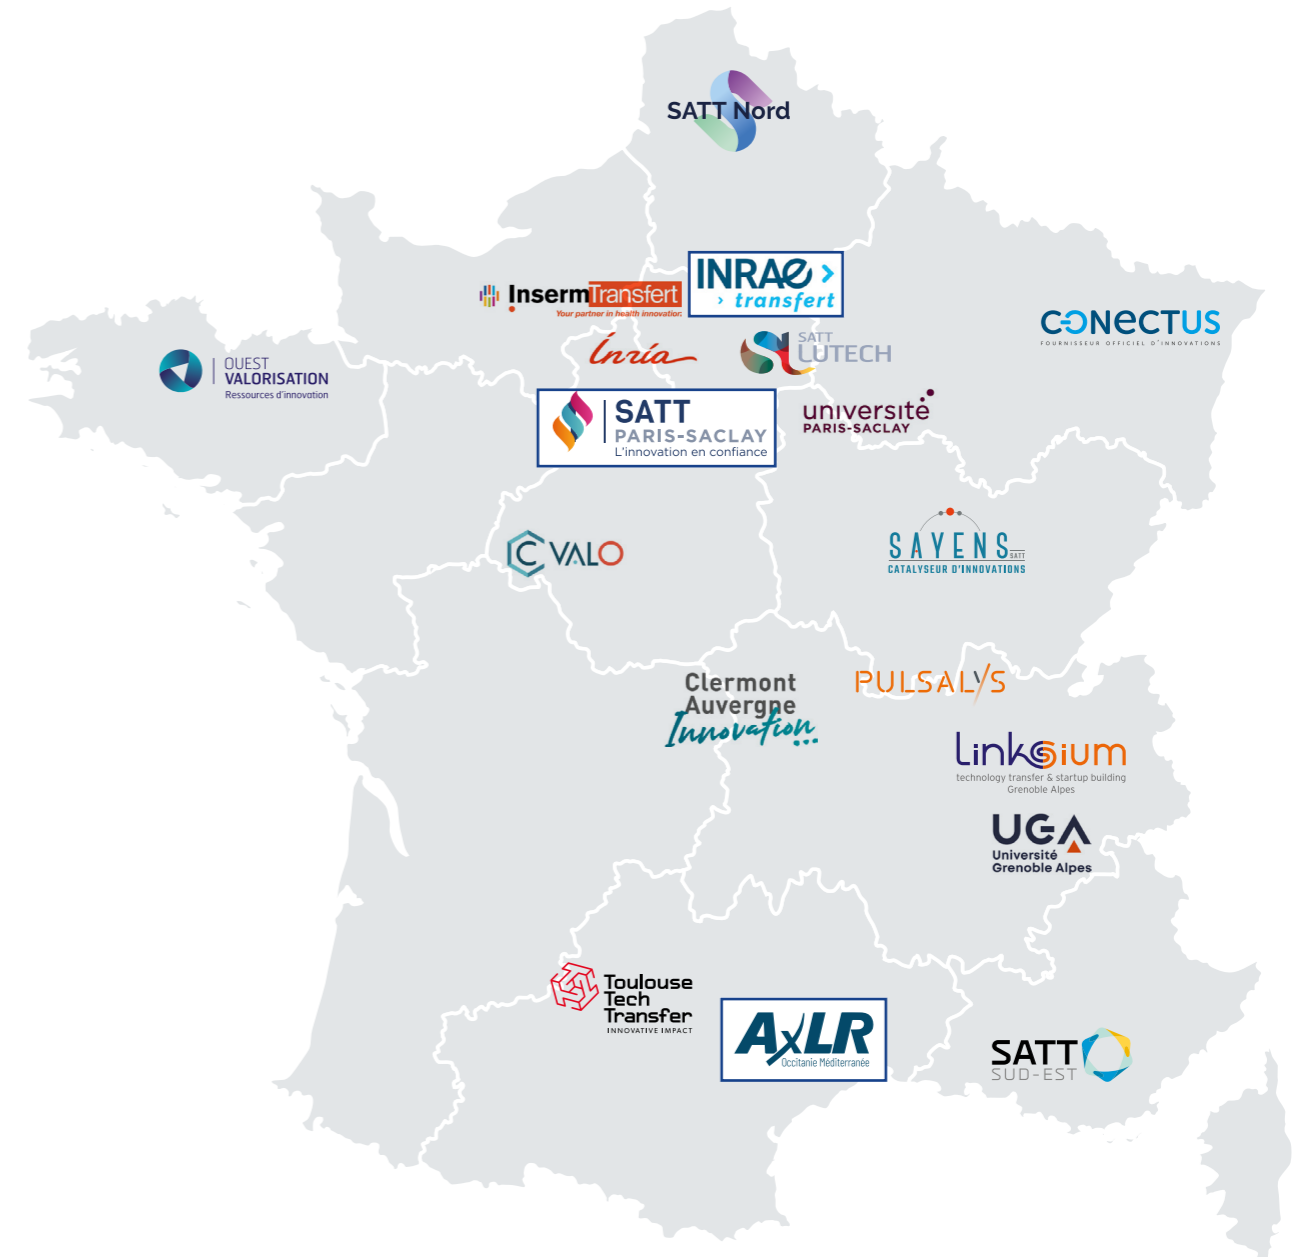 SATT Nord
INRAE
transfert
InsermTransfert
Your partner in health innovation
Inría
SATT
LUTECH
CONECTUS
FOURNISSEUR OFFICIEL D'INNOVATIONS
OUEST
VALORISATION
Ressources d'innovation
SATT
PARIS-SACLAY
L'innovation en confiance
université
PARIS-SACLAY
C VALO
SAYENS
SATT
CATALYSEUR D'INNOVATIONS
Clermont
Auvergne
Innovation...
PULSALYS
Linksium
technology transfer & startup building
Grenoble Alpes
UGA
Université
Grenoble Alpes
Toulouse
Tech
Transfer
INNOVATIVE IMPACT
AxLR
Occitanie Méditerranée
SATT
SUD-EST